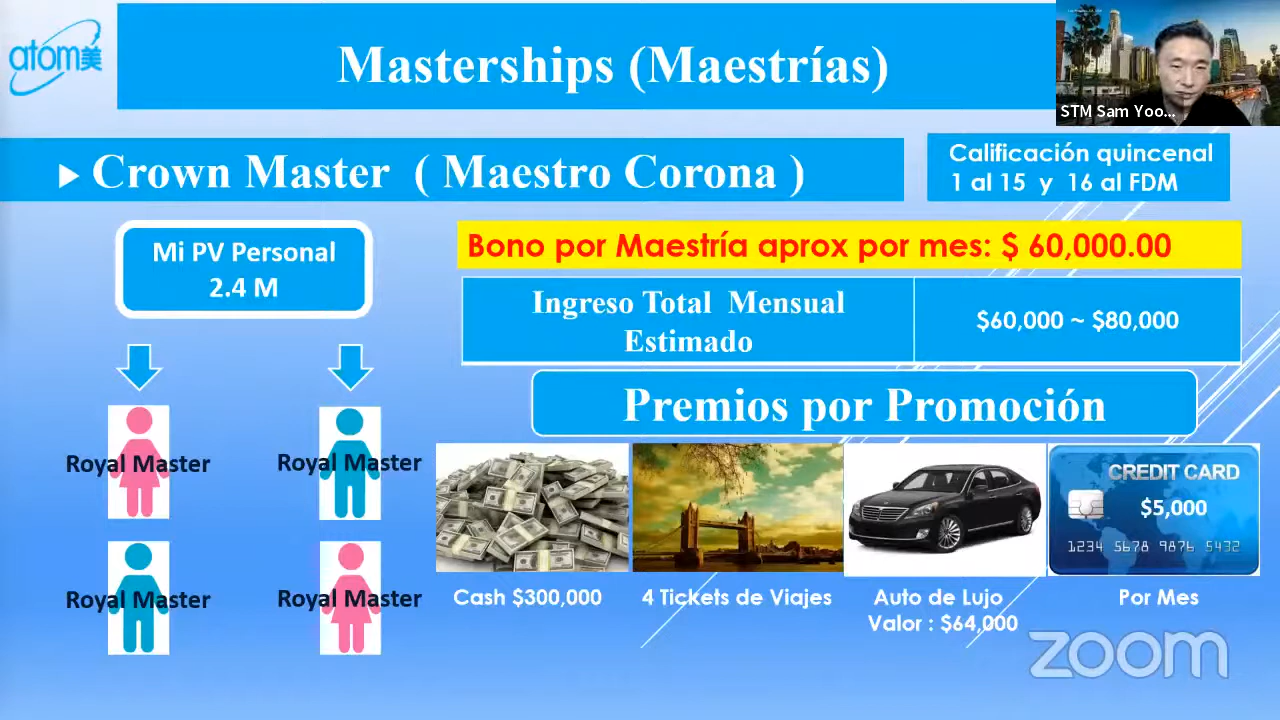 atom美
Masterships (Maestrías)
STM Sam Yoo...
Crown Master ( Maestro Corona )
Calificación quincenal
1 al 15 y 16 al FDM
Mi PV Personal
2.4 M
Bono por Maestría aprox por mes: $ 60,000.00
Ingreso Total Mensual
Estimado
$60,000 ~ $80,000
Premios por Promoción
Royal Master
Royal Master
Royal Master
Royal Master
CREDIT CARD
$5,000
1234 5678 9876 5432
Cash $300,000
4 Tickets de Viajes
Auto de Lujo
Valor : $64,000
Por Mes
zoom